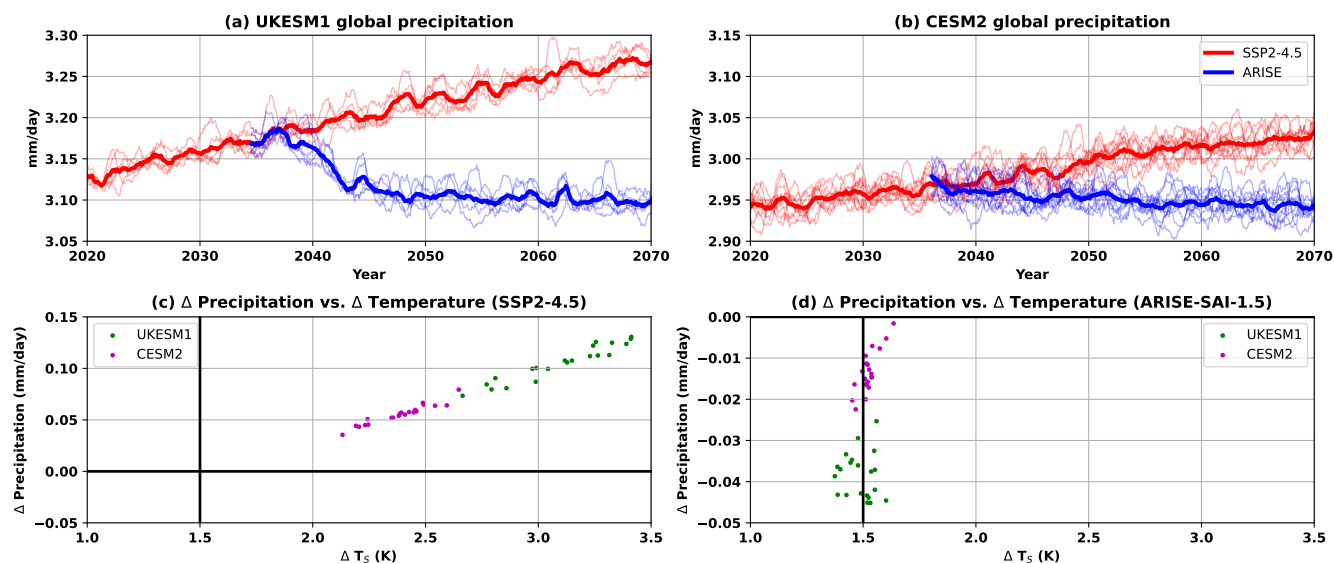 (a) UKESM1 global precipitation
3.30
3.25
3.20
3.15
3.10
3.05
mm/day
2020 2030 2040 2050 2060 2070
Year
(b) CESM2 global precipitation
3.15
3.10
3.05
3.00
2.95
2.90
mm/day
SSP2-4.5
ARISE
2020 2030 2040 2050 2060 2070
Year
(c) Δ Precipitation vs. Δ Temperature (SSP2-4.5)
0.15
0.10
0.05
0.00
−0.05
Δ Precipitation (mm/day)
UKESM1
CESM2
1.0 1.5 2.0 2.5 3.0 3.5
Δ T_S (K)
(d) Δ Precipitation vs. Δ Temperature (ARISE-SAI-1.5)
0.00
−0.01
−0.02
−0.03
−0.04
−0.05
Δ Precipitation (mm/day)
UKESM1
CESM2
1.0 1.5 2.0 2.5 3.0 3.5
Δ T_S (K)